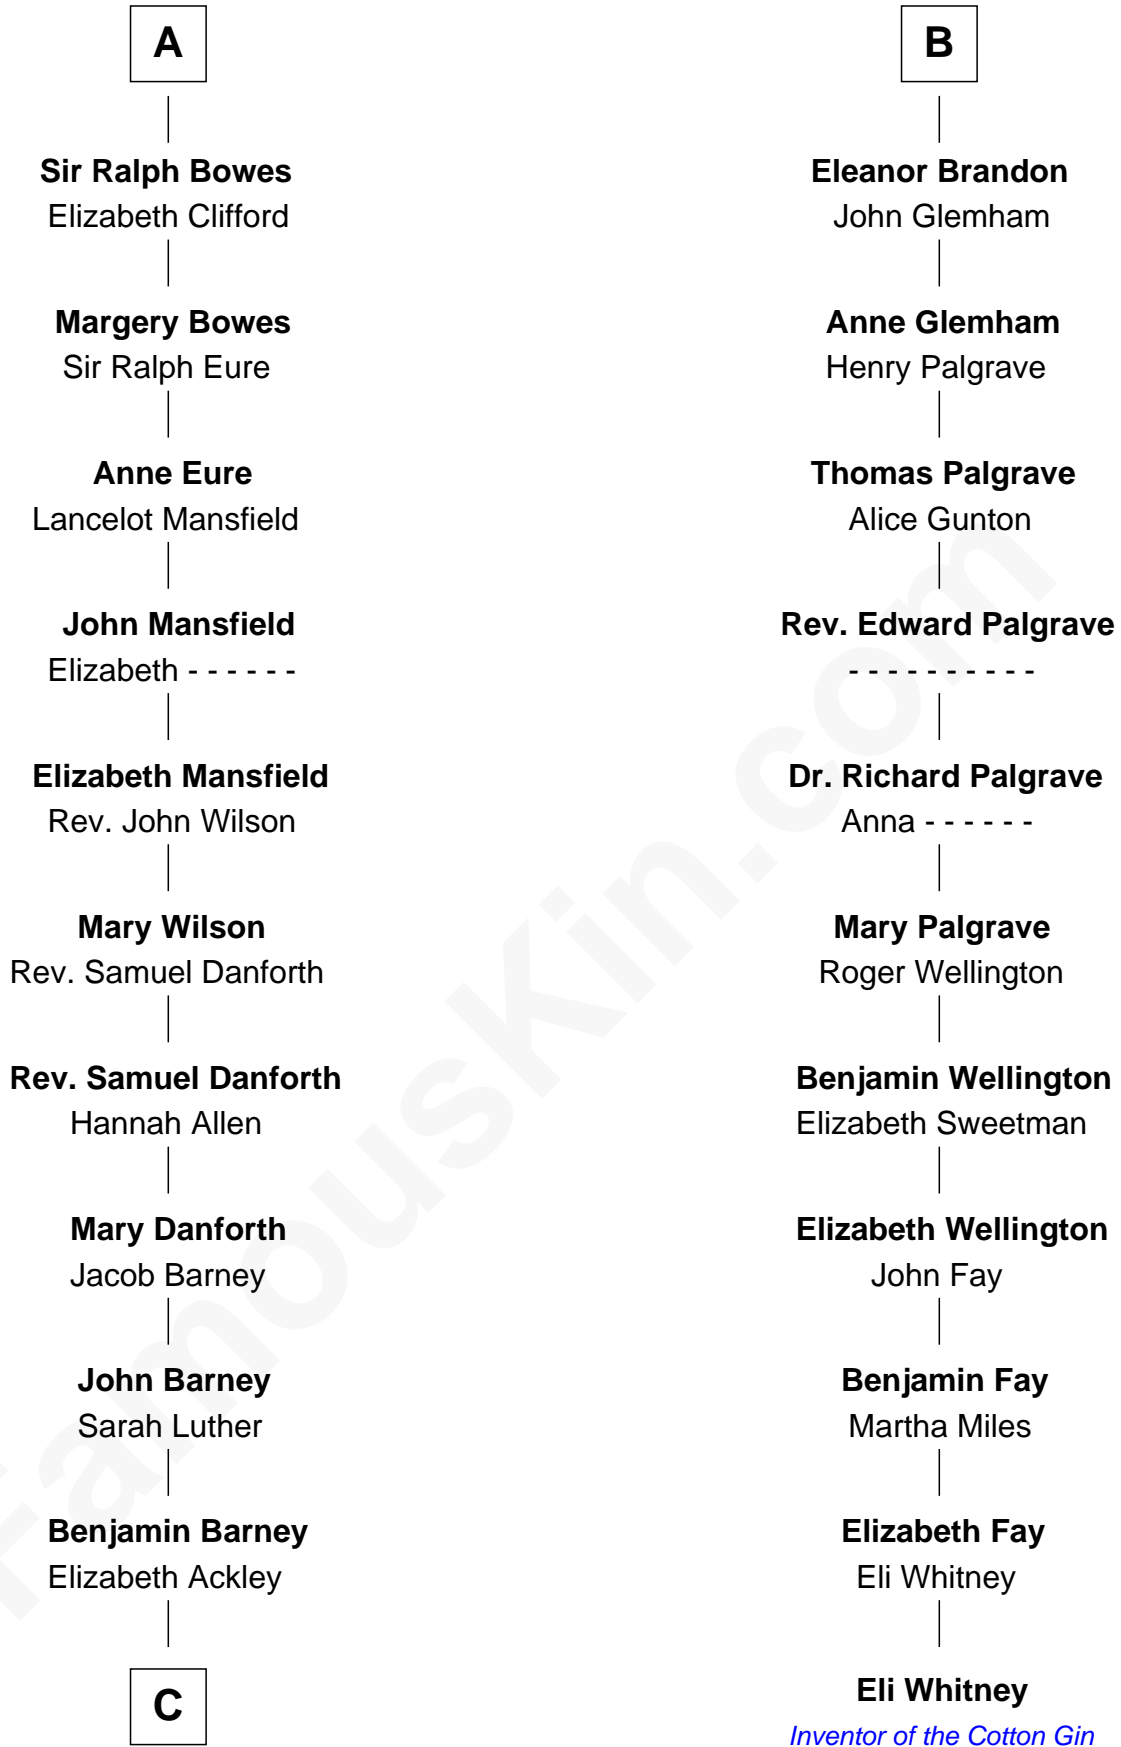 A
Sir Ralph Bowes
Elizabeth Clifford
Margery Bowes
Sir Ralph Eure
Anne Eure
Lancelot Mansfield
John Mansfield
Elizabeth - - - - - -
Elizabeth Mansfield
Rev. John Wilson
Mary Wilson
Rev. Samuel Danforth
Rev. Samuel Danforth
Hannah Allen
Mary Danforth
Jacob Barney
John Barney
Sarah Luther
Benjamin Barney
Elizabeth Ackley
C
B
Eleanor Brandon
John Glemham
Anne Glemham
Henry Palgrave
Thomas Palgrave
Alice Gunton
Rev. Edward Palgrave
- - - - - - - - - -
Dr. Richard Palgrave
Anna - - - - - -
Mary Palgrave
Roger Wellington
Benjamin Wellington
Elizabeth Sweetman
Elizabeth Wellington
John Fay
Benjamin Fay
Martha Miles
Elizabeth Fay
Eli Whitney
Eli Whitney
Inventor of the Cotton Gin
FamousKin.com